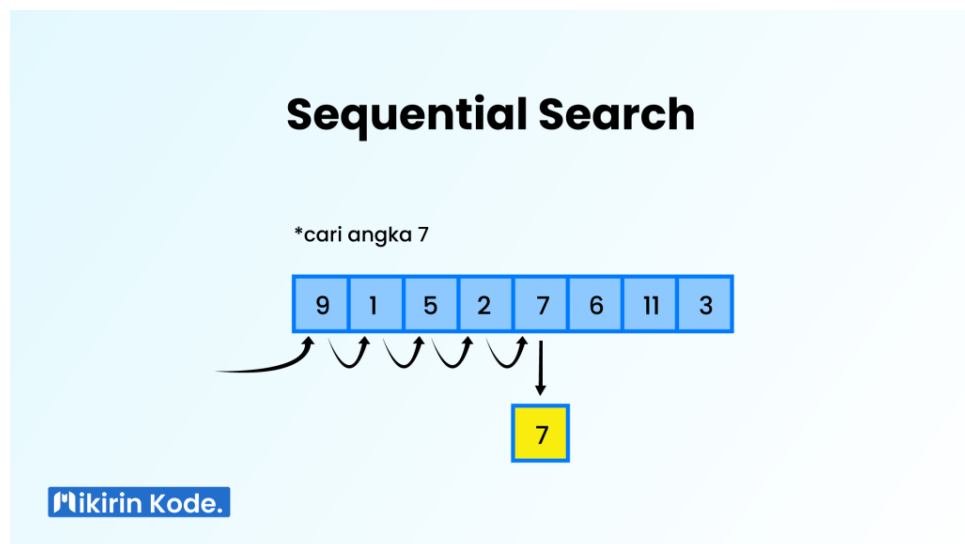 Sequential Search
*cari angka 7
9 1 5 2 7 6 11 3
7
Mikirin Kode.